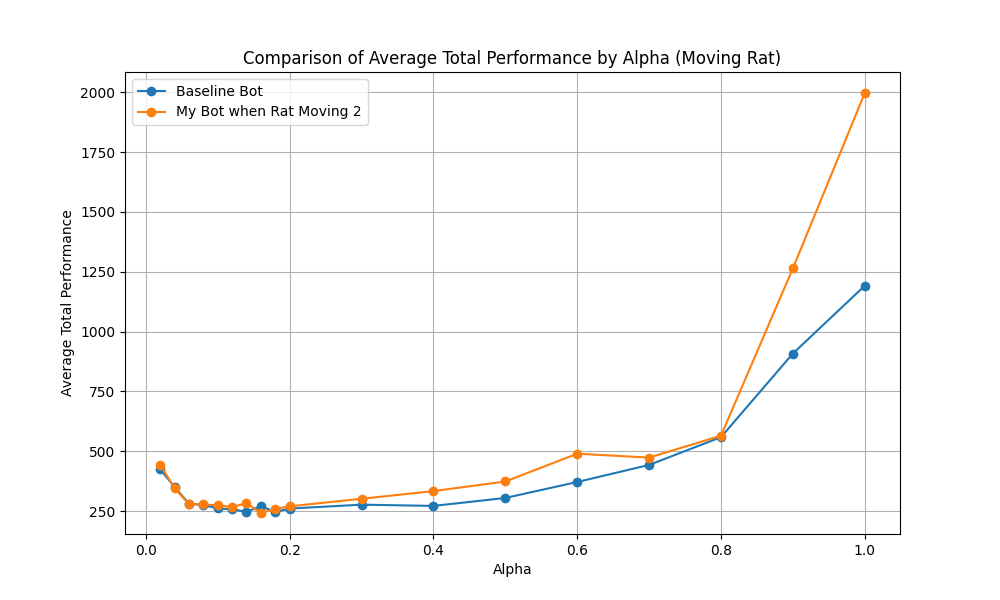 Comparison of Average Total Performance by Alpha (Moving Rat)
Baseline Bot
My Bot when Rat Moving 2
Average Total Performance
2000
1750
1500
1250
1000
750
500
250
0.0 0.2 0.4 0.6 0.8 1.0
Alpha